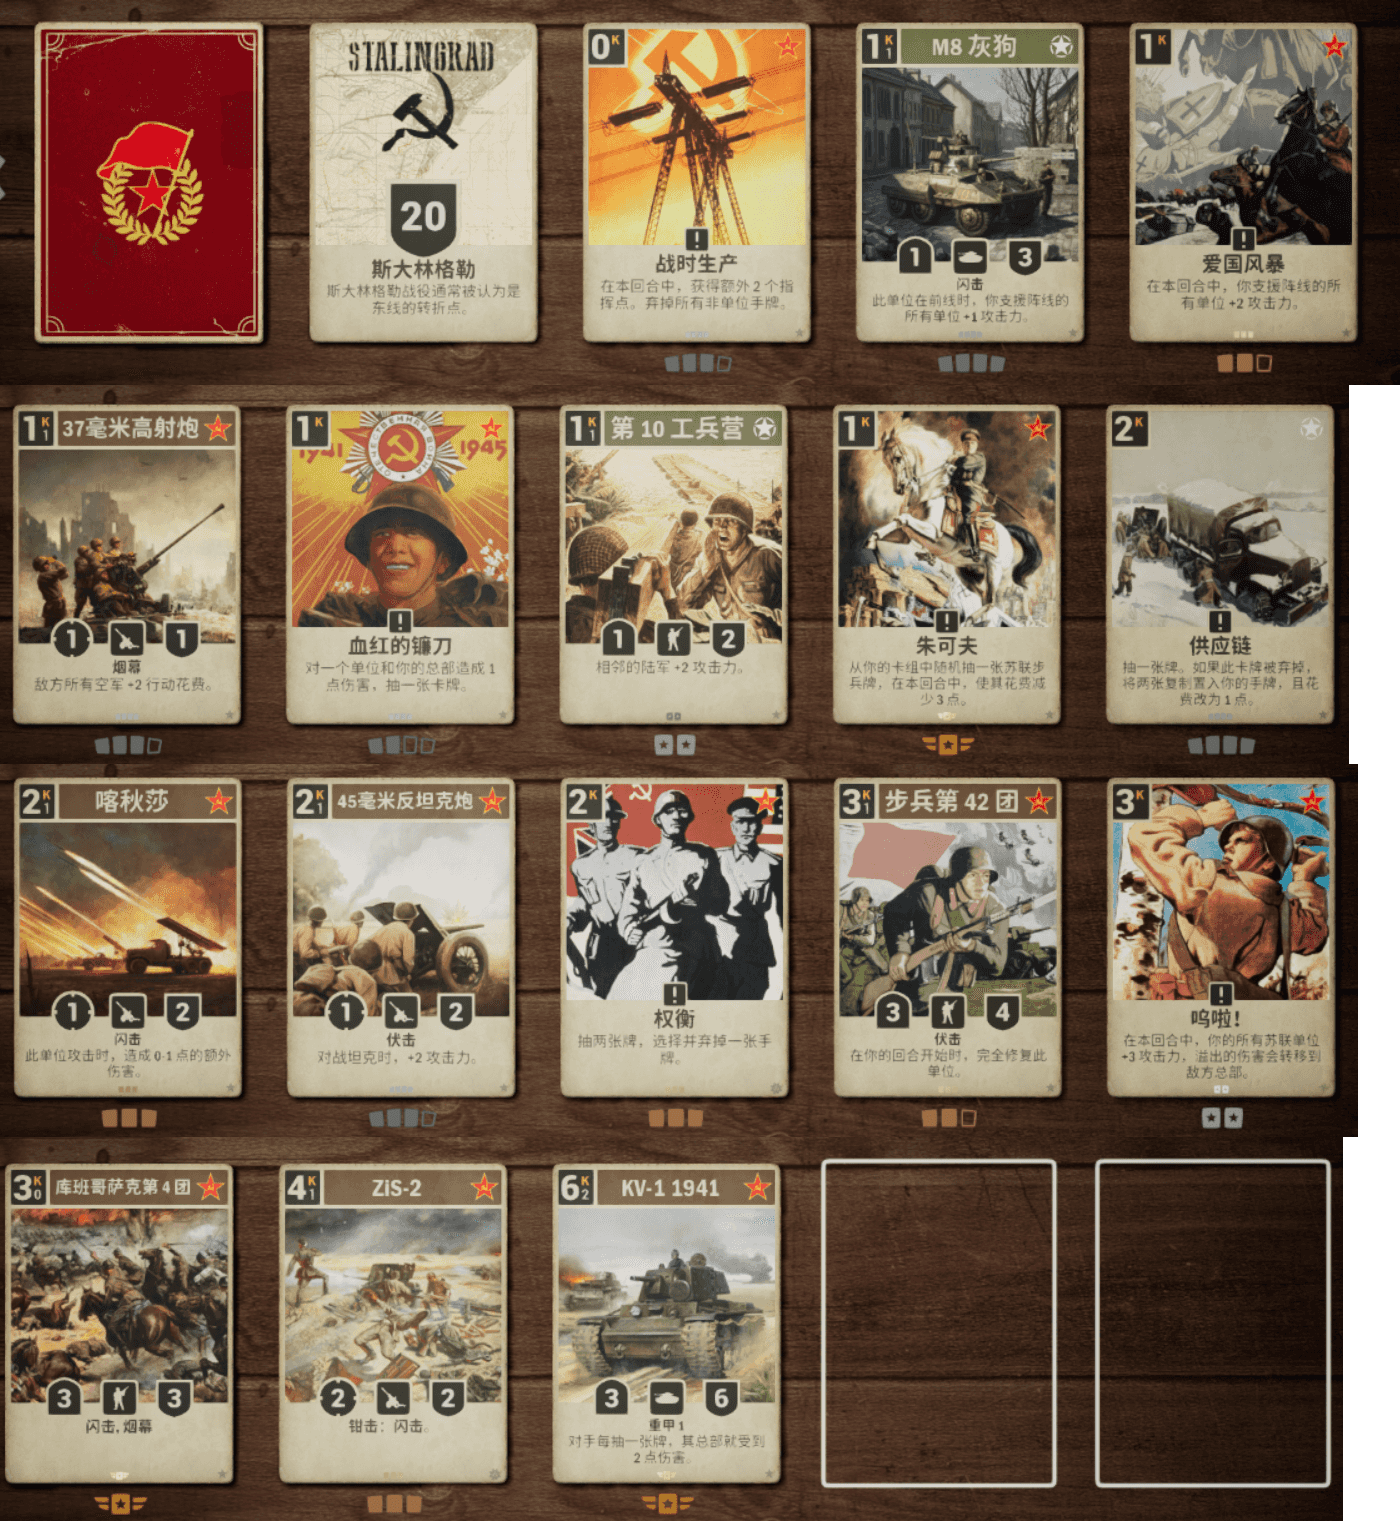 STALINGRAD
20
斯大林格勒
斯大林格勒战役通常被认为是
东线的转折点。
0K
战时生产
在本回合中，获得额外 2 个指
挥点。弃掉所有非单位手牌。
1K1 M8 灰狗
1 3
闪击
此单位在前线时，你支援阵线的
所有单位 +1 攻击力。
1K
爱国风暴
在本回合中，你支援阵线的所
有单位 +2 攻击力。
1K1 37毫米高射炮
1 1
烟幕
敌方所有空军 +2 行动花费。
1K
1941 1945
血红的镰刀
对一个单位和你的总部造成 1
点伤害，抽一张卡牌。
1K1 第 10 工兵营
1 2
相邻的陆军 +2 攻击力。
1K
朱可夫
从你的卡组中随机抽一张苏联步
兵牌，在本回合中，使其花费减
少 3 点。
2K
供应链
抽一张牌。如果此卡牌被弃掉，
将两张复制置入你的手牌，且花
费改为 1 点。
2K1 喀秋莎
1 2
闪击
此单位攻击时，造成 0-1 点的额外
伤害。
2K1 45毫米反坦克炮
1 2
伏击
对战坦克时，+2 攻击力。
2K
权衡
抽两张牌，选择并弃掉一张手
牌。
3K1 步兵第 42 团
3 4
伏击
在你的回合开始时，完全修复此
单位。
3K
呜啦！
在本回合中，你的所有苏联单位
+3 攻击力，溢出的伤害会转移到
敌方总部。
3K0 库班哥萨克第 4 团
3 3
闪击, 烟幕
4K1 ZiS-2
2 2
钳击：闪击。
6K2 KV-1 1941
3 6
重甲 1
对手每抽一张牌，其总部就受到
2 点伤害。